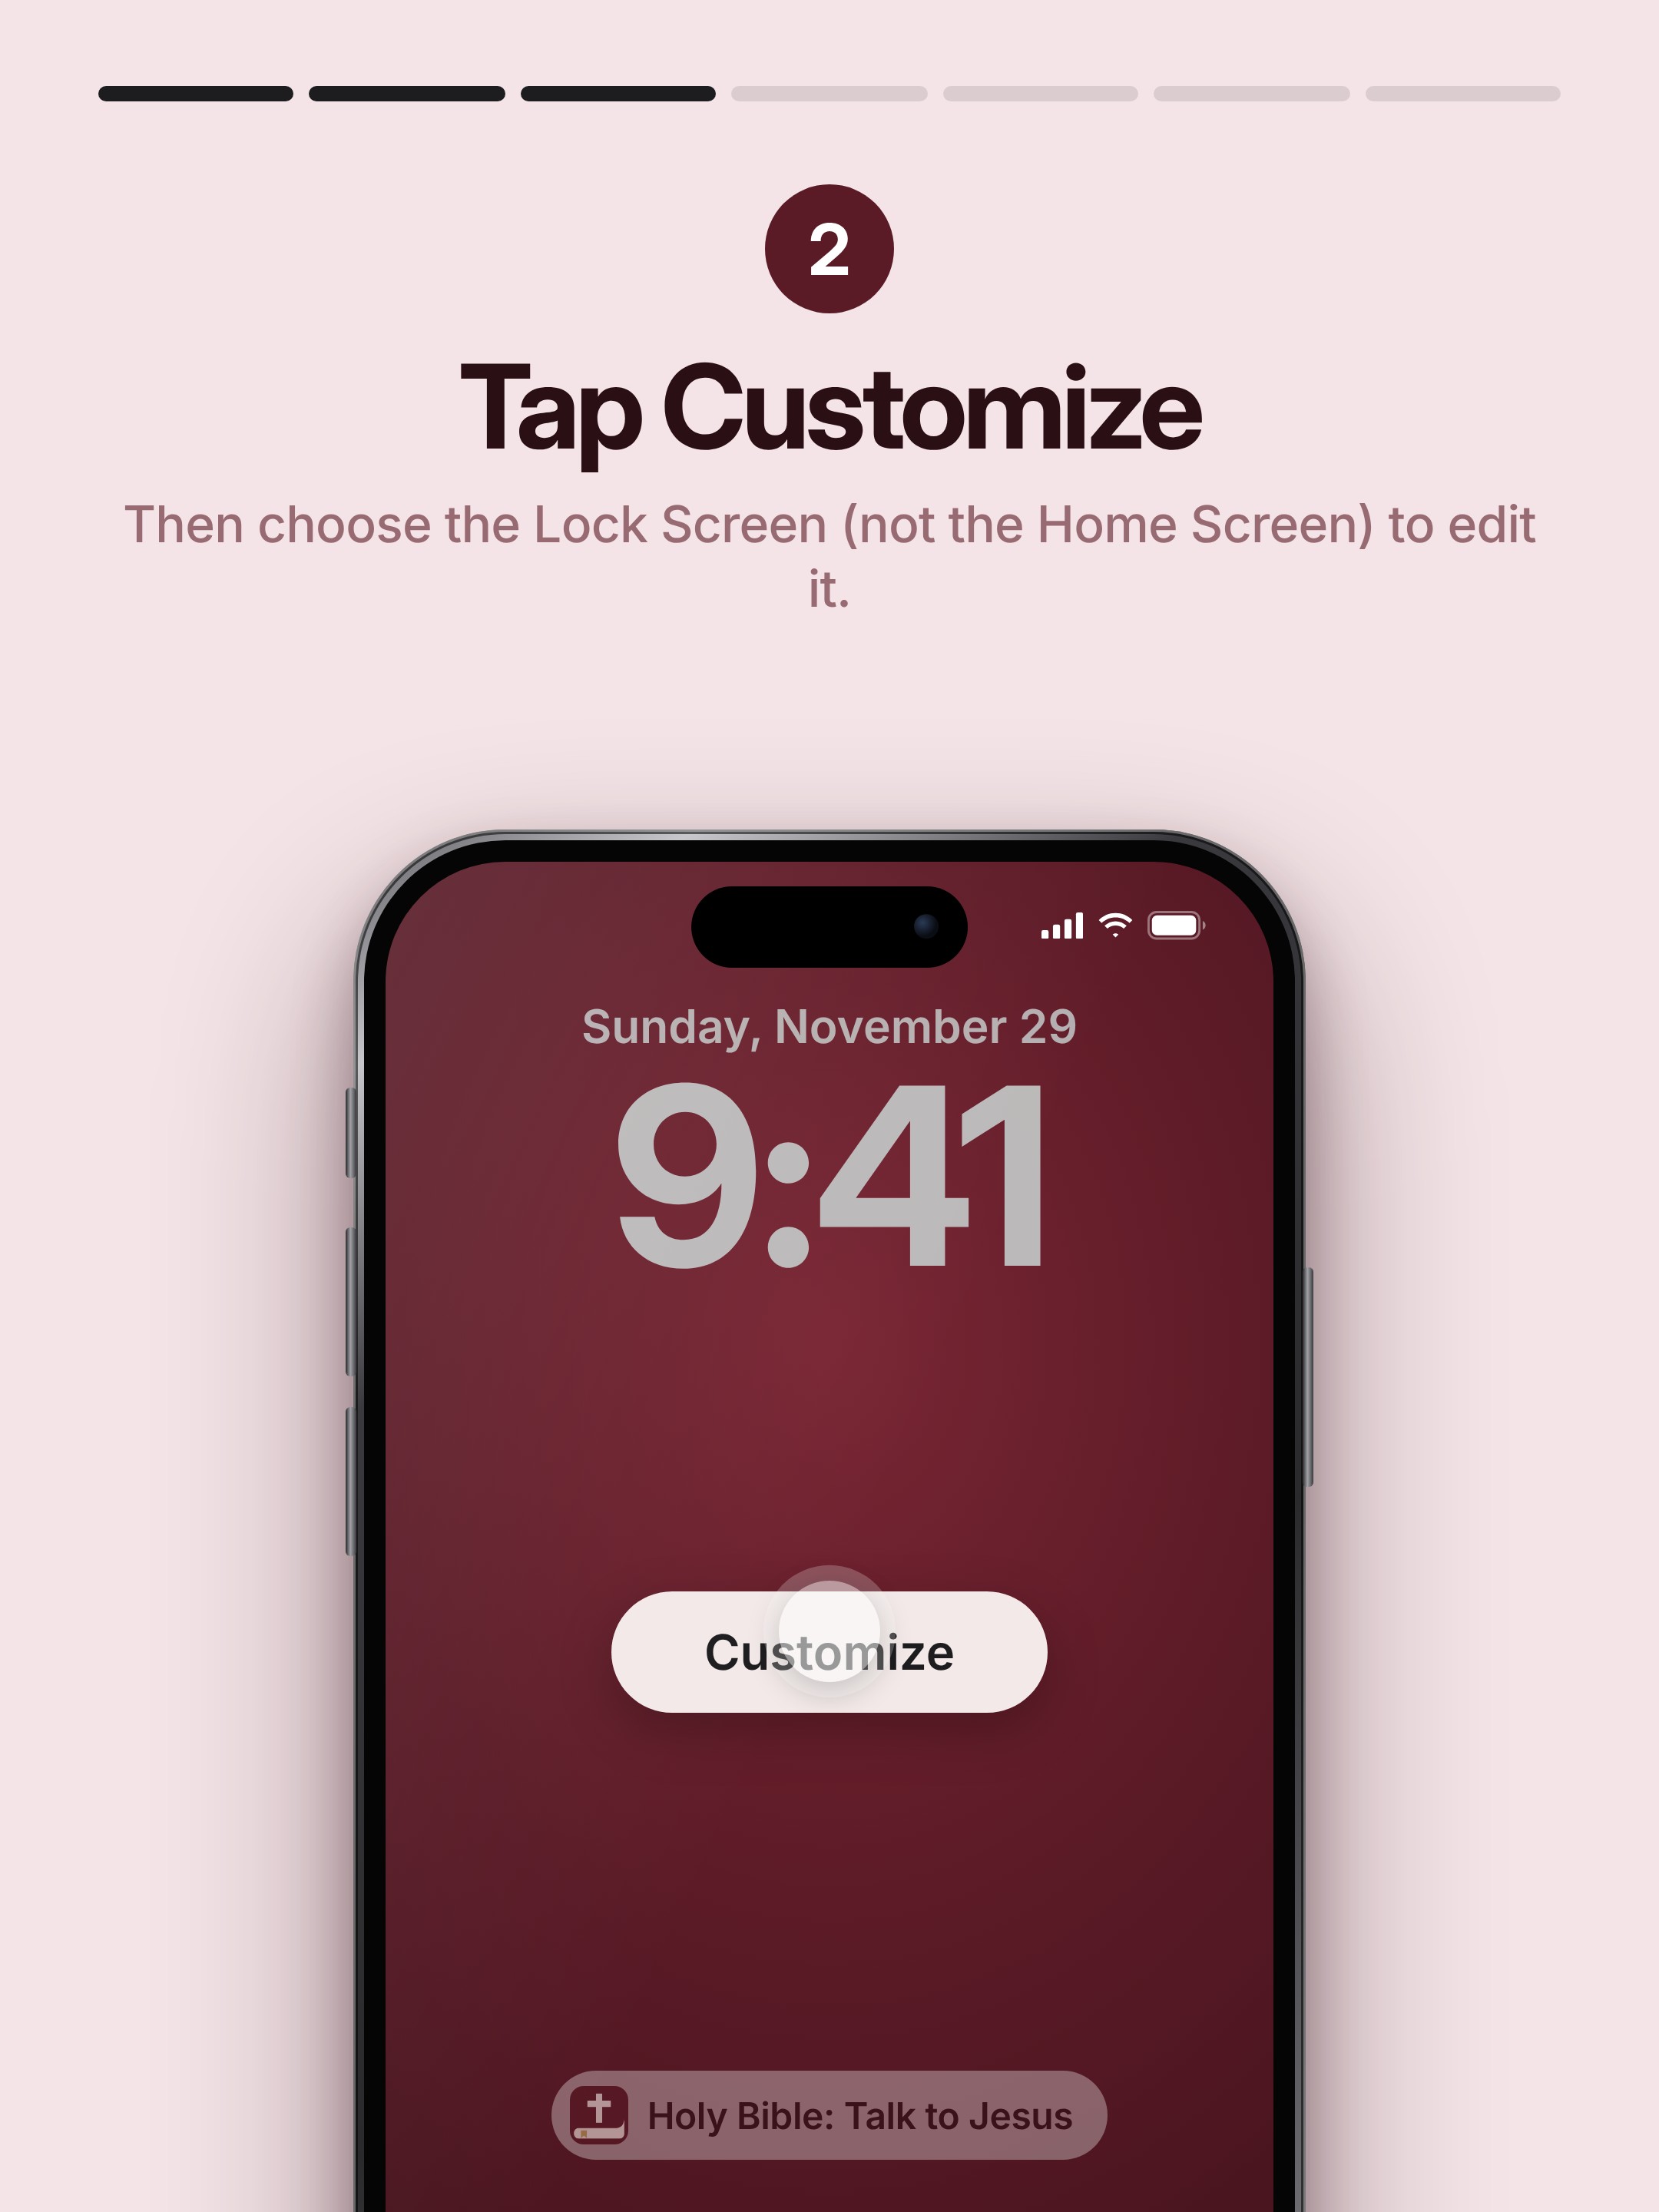 2
Tap Customize
Then choose the Lock Screen (not the Home Screen) to edit
it.
Sunday, November 29
9:41
Customize
Holy Bible: Talk to Jesus